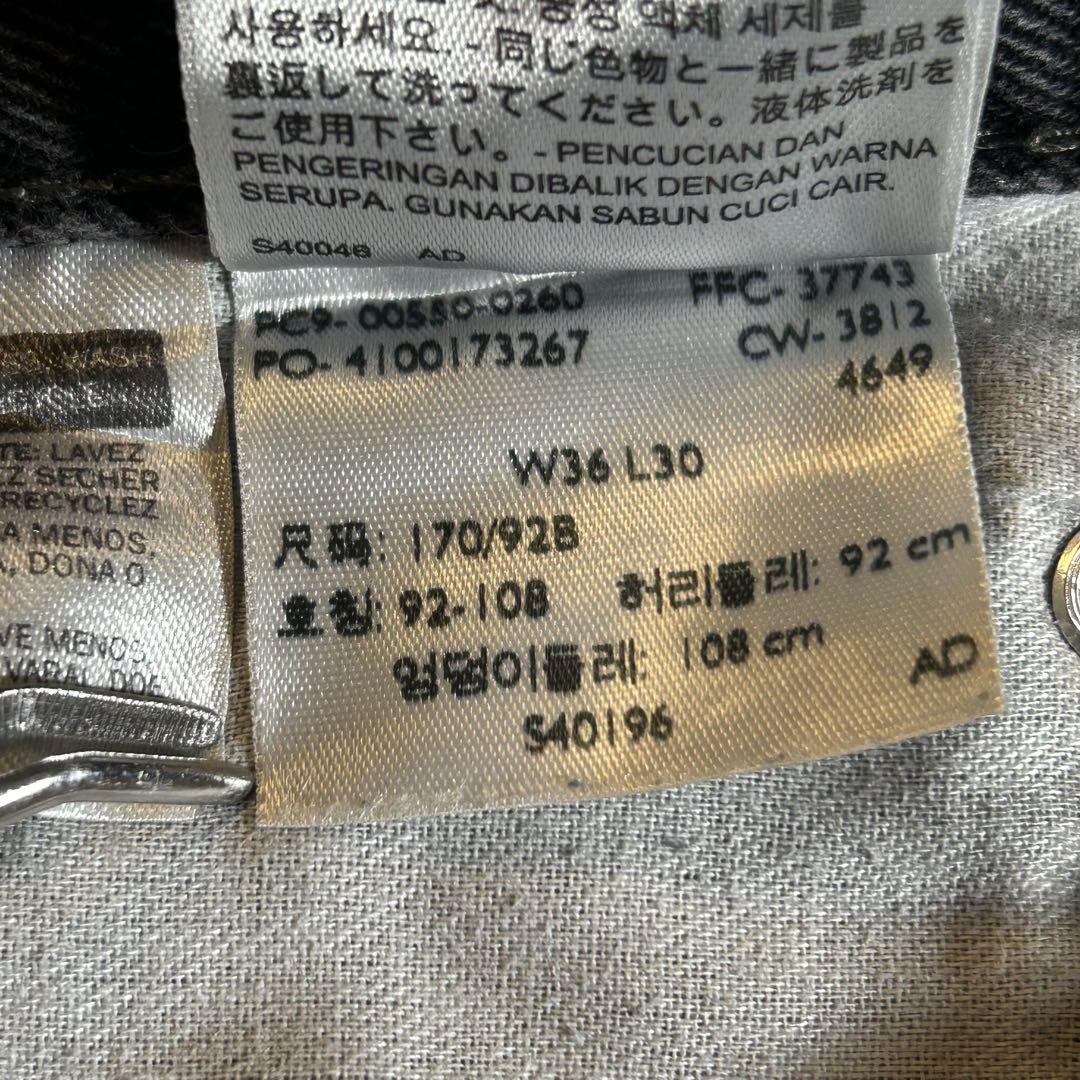 사용하세요. - 同じ色物と一緒に製品を
裏返して洗ってください。液体洗剤を
ご使用下さい。 - PENCUCIAN DAN
PENGERINGAN DIBALIK DENGAN WARNA
SERUPA. GUNAKAN SABUN CUCI CAIR.
S40046 AD
PC9- 00550-0260 FFC- 37743
PO- 4100173267 CW- 3812
4649
W36 L30
尺码: 170/92B
호칭: 92-108 허리둘레: 92 cm
엉덩이둘레: 108 cm
AD
S40196
WASH
LAVEZ
SECHER
RECYCLEZ
A MENOS,
DONA O
MENOS,